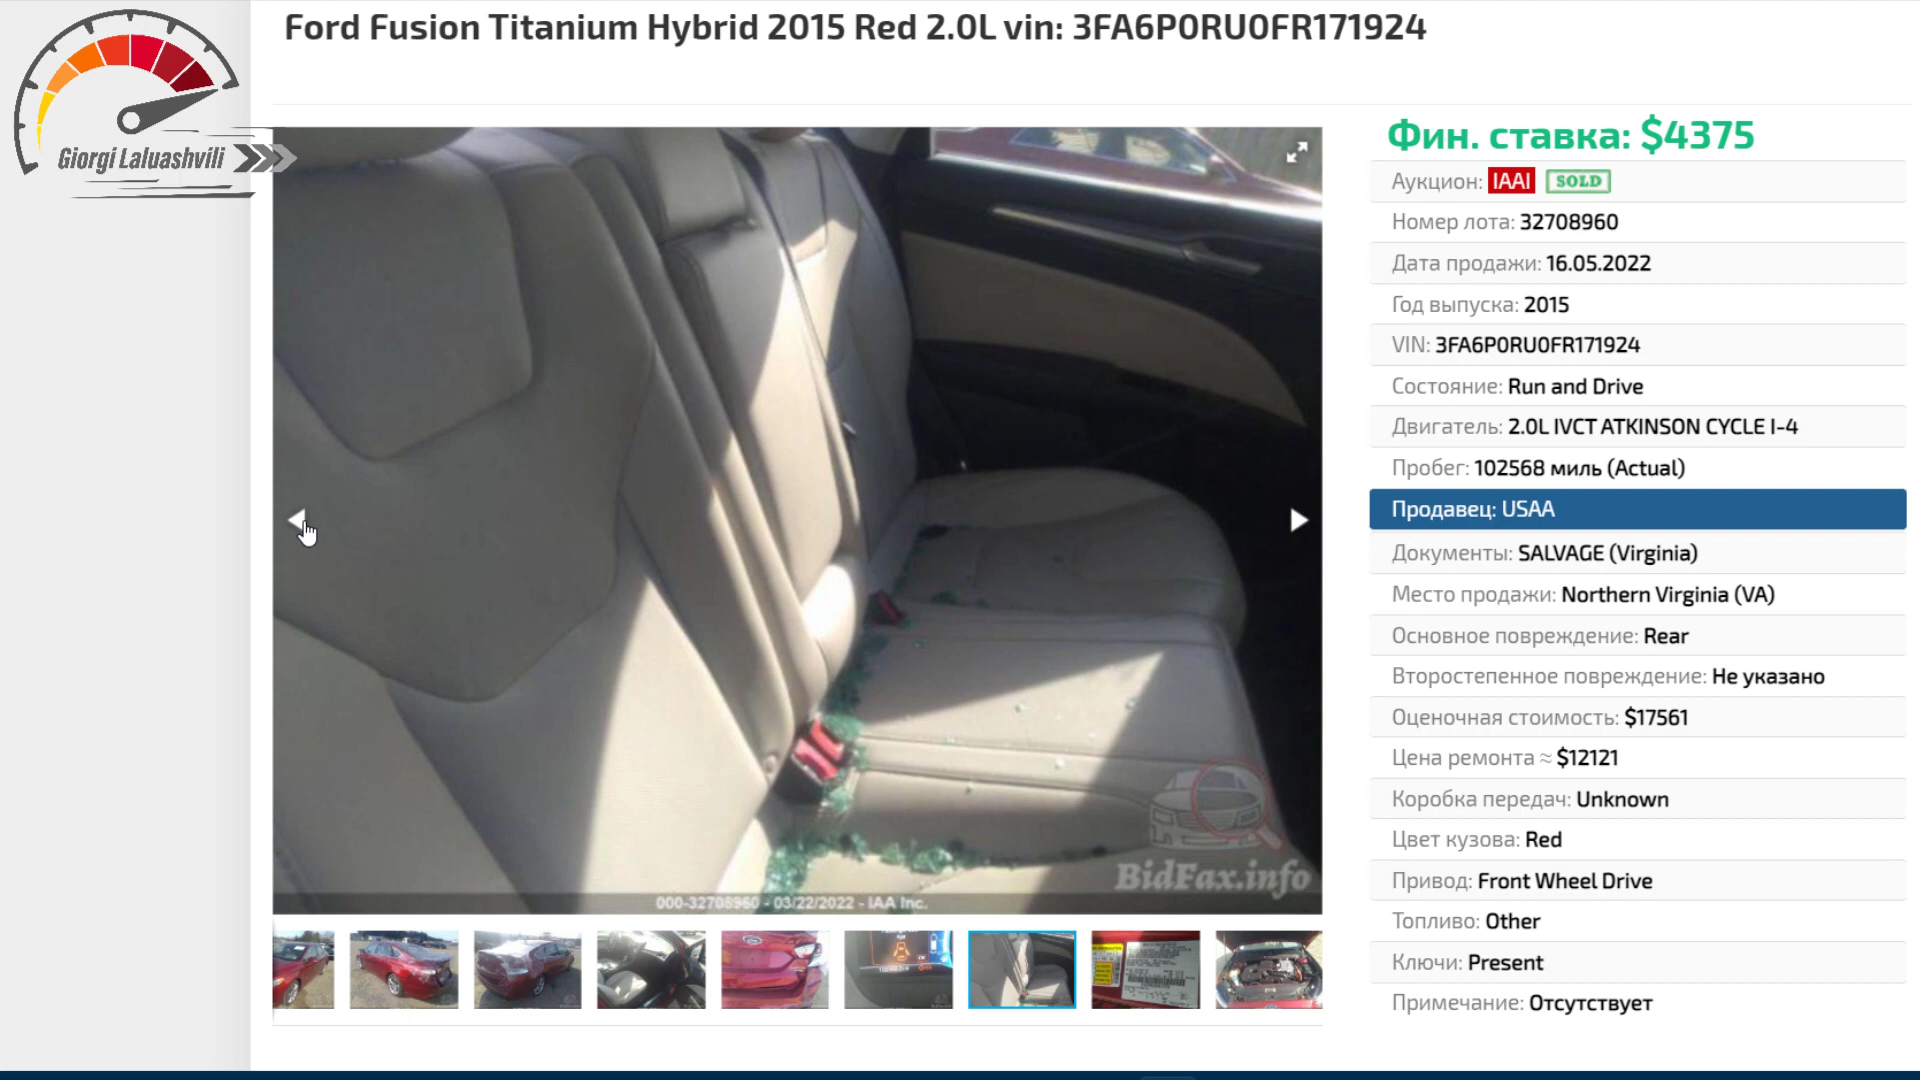 Ford Fusion Titanium Hybrid 2015 Red 2.0L vin: 3FA6P0RU0FR171924
Giorgi Laluashvili
Фин. ставка: $4375
Аукцион: IAAI SOLD
Номер лота: 32708960
Дата продажи: 16.05.2022
Год выпуска: 2015
VIN: 3FA6P0RU0FR171924
Состояние: Run and Drive
Двигатель: 2.0L IVCT ATKINSON CYCLE I-4
Пробег: 102568 миль (Actual)
Продавец: USAA
Документы: SALVAGE (Virginia)
Место продажи: Northern Virginia (VA)
Основное повреждение: Rear
Второстепенное повреждение: Не указано
Оценочная стоимость: $17561
Цена ремонта ≈ $12121
Коробка передач: Unknown
Цвет кузова: Red
Привод: Front Wheel Drive
Топливо: Other
Ключи: Present
Примечание: Отсутствует
BidFax.info
000-32708960 - 03/22/2022 - IAA Inc.